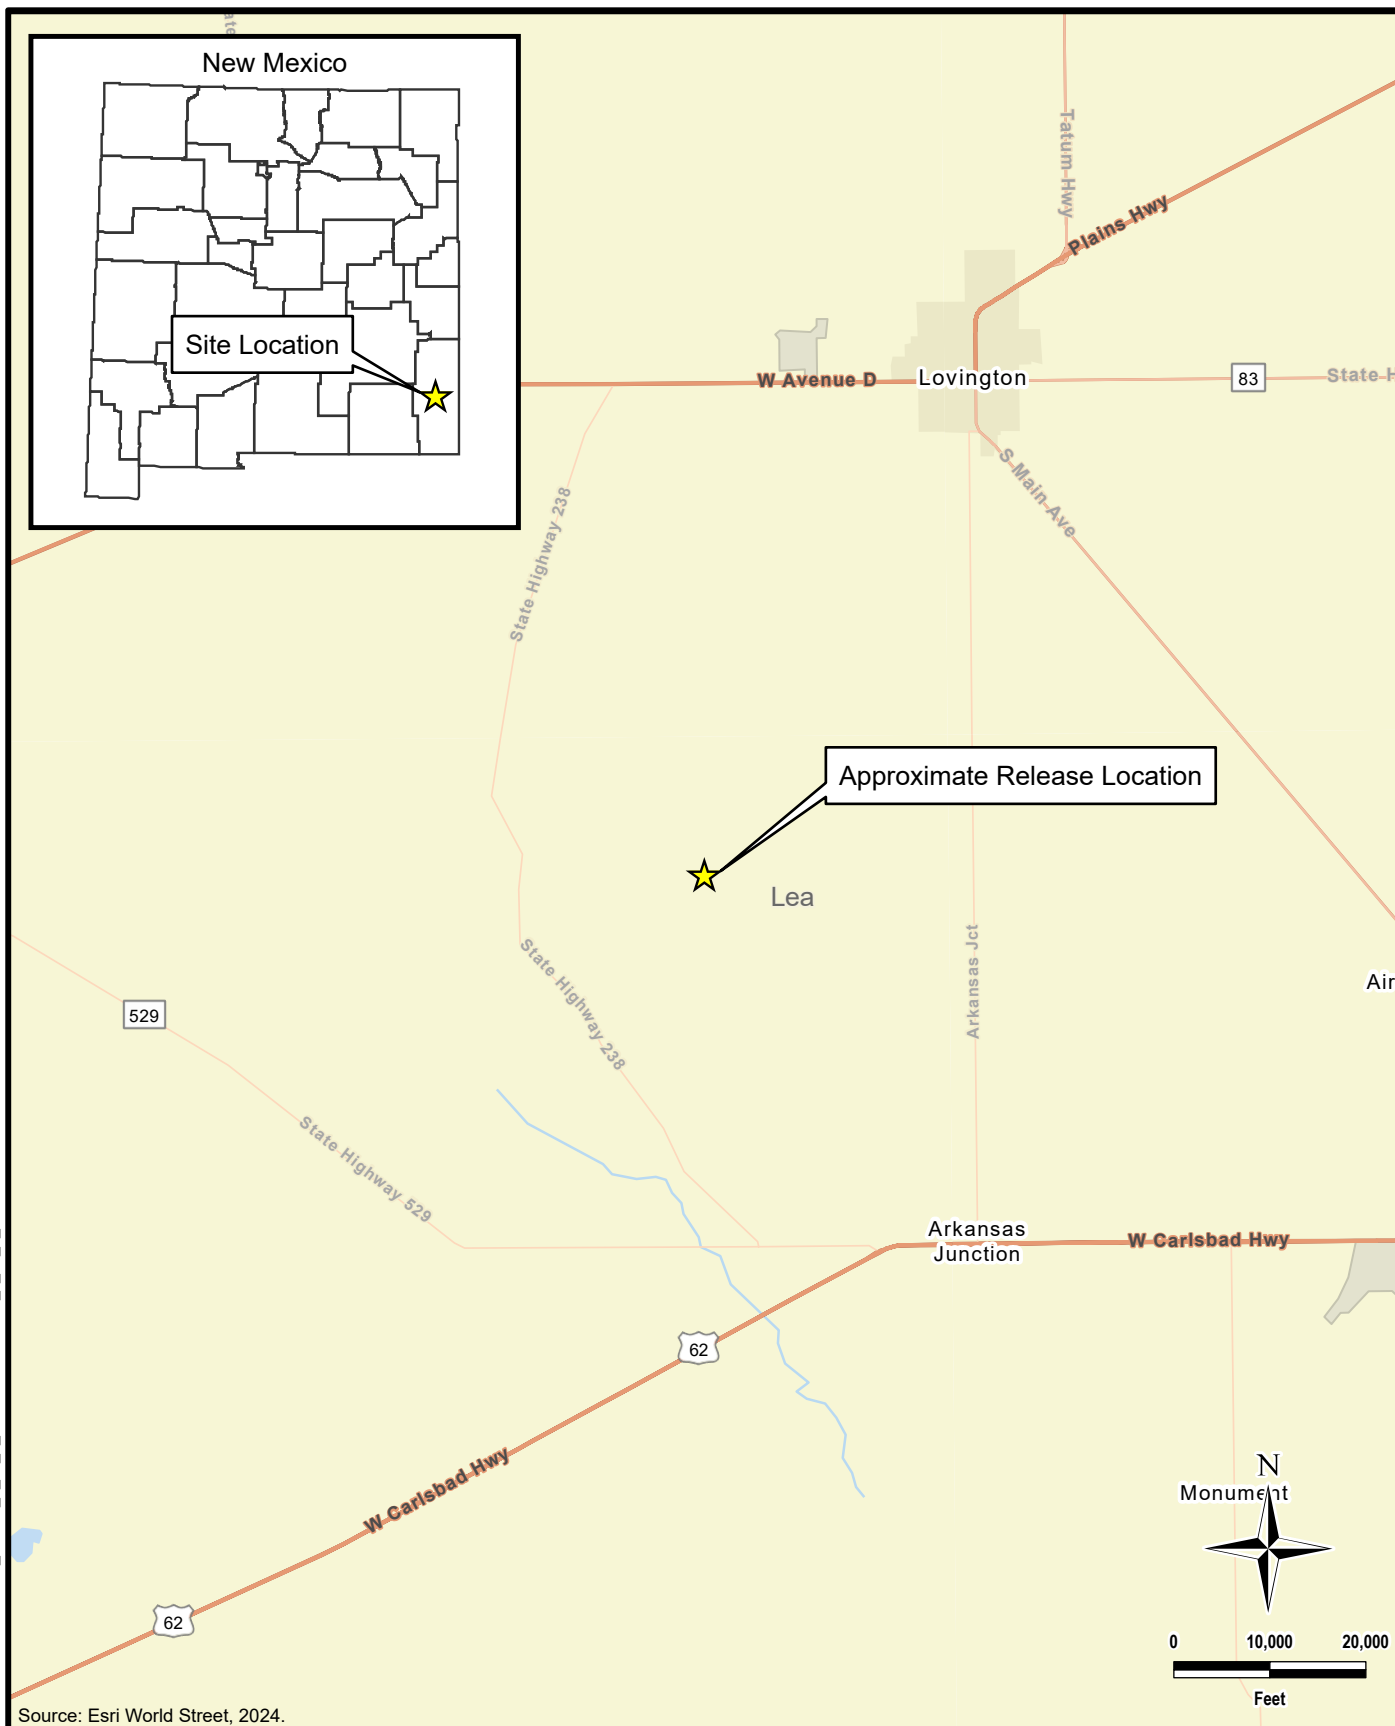 ate
New Mexico
Site Location
Tatum Hwy
Plains Hwy
W Avenue D
Lovington
83
State H
S Main Ave
State Highway 238
Approximate Release Location
Lea
Arkansas Jct
Air
State Highway 238
529
State Highway 529
Arkansas
Junction
W Carlsbad Hwy
62
W Carlsbad Hwy
N
Monument
62
0 10,000 20,000
Feet
Source: Esri World Street, 2024.